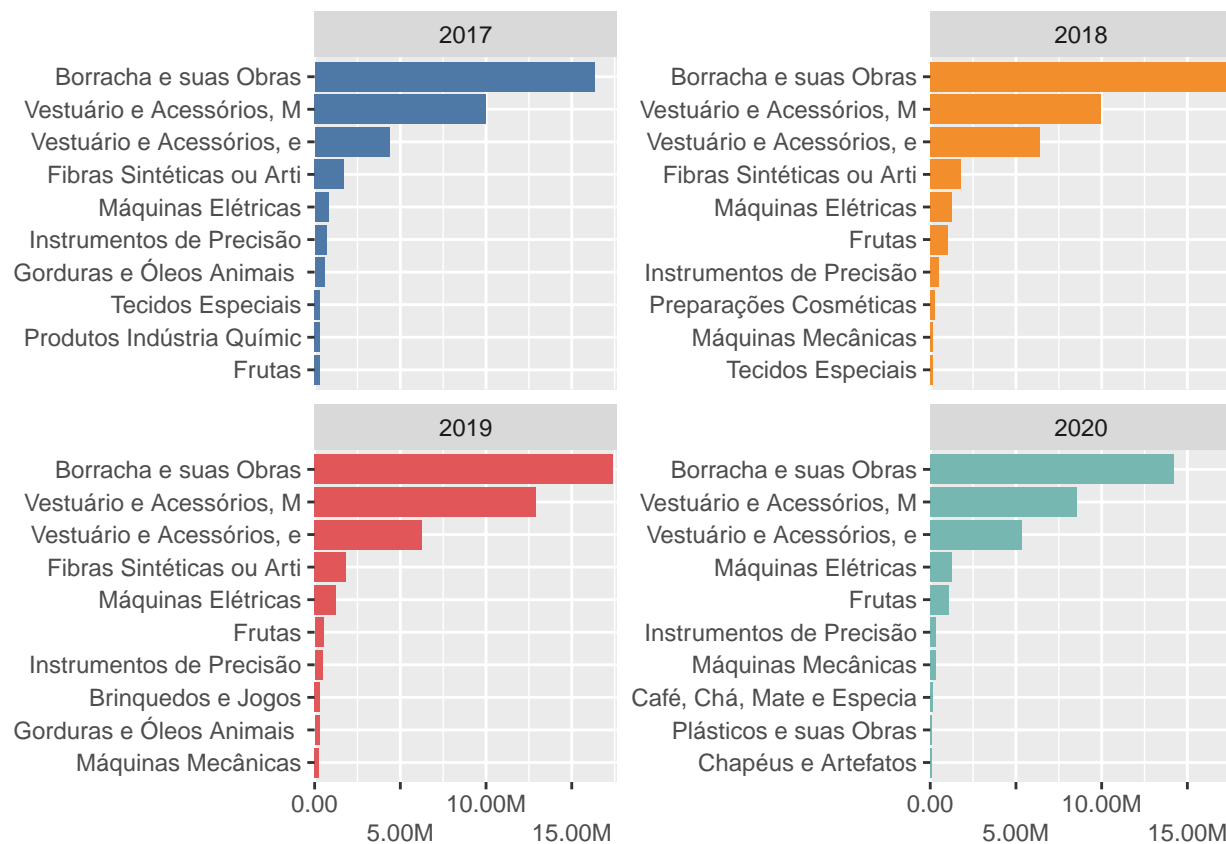 2017
Borracha e suas Obras
Vestuário e Acessórios, M
Vestuário e Acessórios, e
Fibras Sintéticas ou Arti
Máquinas Elétricas
Instrumentos de Precisão
Gorduras e Óleos Animais
Tecidos Especiais
Produtos Indústria Químic
Frutas
2018
Borracha e suas Obras
Vestuário e Acessórios, M
Vestuário e Acessórios, e
Fibras Sintéticas ou Arti
Máquinas Elétricas
Frutas
Instrumentos de Precisão
Preparações Cosméticas
Máquinas Mecânicas
Tecidos Especiais
2019
Borracha e suas Obras
Vestuário e Acessórios, M
Vestuário e Acessórios, e
Fibras Sintéticas ou Arti
Máquinas Elétricas
Frutas
Instrumentos de Precisão
Brinquedos e Jogos
Gorduras e Óleos Animais
Máquinas Mecânicas
0.00 10.00M
5.00M 15.00M
2020
Borracha e suas Obras
Vestuário e Acessórios, M
Vestuário e Acessórios, e
Máquinas Elétricas
Frutas
Instrumentos de Precisão
Máquinas Mecânicas
Café, Chá, Mate e Especia
Plásticos e suas Obras
Chapéus e Artefatos
0.00 10.00M
5.00M 15.00M